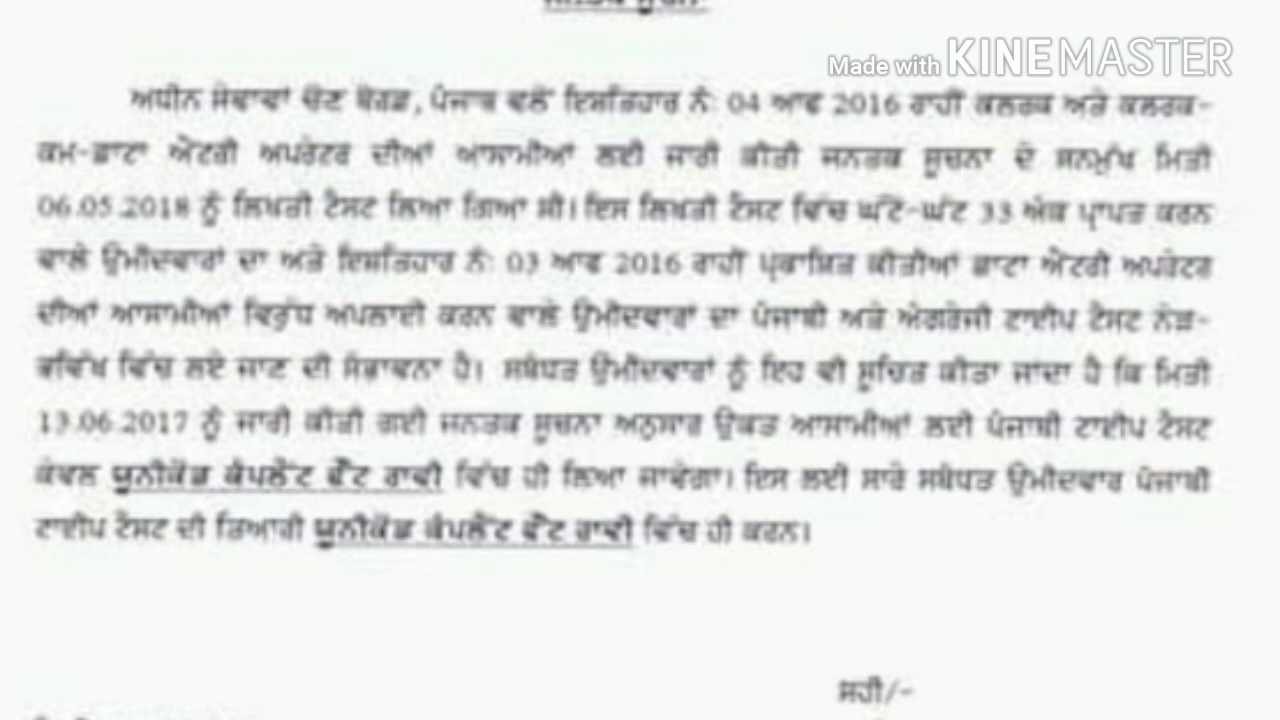 Made with KINEMASTER
ਅਧੀਨ ਸੇਵਾਵਾਂ ਚੋਣ ਬੋਰਡ, ਪੰਜਾਬ ਵਲੋਂ ਇਸ਼ਤਿਹਾਰ ਨੰ: 04 ਆਫ 2016 ਰਾਹੀਂ ਕਲਰਕ ਅਤੇ ਕਲਰਕ-
ਕਮ-ਡਾਟਾ ਐਂਟਰੀ ਅਪਰੇਟਰ ਦੀਆਂ ਆਸਾਮੀਆਂ ਲਈ ਜਾਰੀ ਕੀਤੀ ਜਨਤਕ ਸੂਚਨਾ ਦੇ ਸਨਮੁੱਖ ਮਿਤੀ
06.05.2018 ਨੂੰ ਲਿਖਤੀ ਟੈਸਟ ਲਿਆ ਗਿਆ ਸੀ। ਇਸ ਲਿਖਤੀ ਟੈਸਟ ਵਿੱਚ ਘੱਟੋ-ਘੱਟ 33 ਅੰਕ ਪ੍ਰਾਪਤ ਕਰਨ
ਵਾਲੇ ਉਮੀਦਵਾਰਾਂ ਦਾ ਅਤੇ ਇਸ਼ਤਿਹਾਰ ਨੰ: 03 ਆਫ 2016 ਰਾਹੀਂ ਪ੍ਰਕਾਸ਼ਿਤ ਕੀਤੀਆਂ ਡਾਟਾ ਐਂਟਰੀ ਅਪਰੇਟਰ
ਦੀਆਂ ਆਸਾਮੀਆਂ ਵਿਰੁੱਧ ਅਪਲਾਈ ਕਰਨ ਵਾਲੇ ਉਮੀਦਵਾਰਾਂ ਦਾ ਪੰਜਾਬੀ ਅਤੇ ਅੰਗਰੇਜੀ ਟਾਈਪ ਟੈਸਟ ਨੇੜ-
ਭਵਿੱਖ ਵਿੱਚ ਲਏ ਜਾਣ ਦੀ ਸੰਭਾਵਨਾ ਹੈ। ਸਬੰਧਤ ਉਮੀਦਵਾਰਾਂ ਨੂੰ ਇਹ ਵੀ ਸੂਚਿਤ ਕੀਤਾ ਜਾਂਦਾ ਹੈ ਕਿ ਮਿਤੀ
13.06.2017 ਨੂੰ ਜਾਰੀ ਕੀਤੀ ਗਈ ਜਨਤਕ ਸੂਚਨਾ ਅਨੁਸਾਰ ਉਕਤ ਆਸਾਮੀਆਂ ਲਈ ਪੰਜਾਬੀ ਟਾਈਪ ਟੈਸਟ
ਕੇਵਲ ਯੂਨੀਕੋਡ ਕੰਪਲੈਂਟ ਫੌਂਟ ਰਾਵੀ ਵਿੱਚ ਹੀ ਲਿਆ ਜਾਵੇਗਾ। ਇਸ ਲਈ ਸਾਰੇ ਸਬੰਧਤ ਉਮੀਦਵਾਰ ਪੰਜਾਬੀ
ਟਾਈਪ ਟੈਸਟ ਦੀ ਤਿਆਰੀ ਯੂਨੀਕੋਡ ਕੰਪਲੈਂਟ ਫੌਂਟ ਰਾਵੀ ਵਿੱਚ ਹੀ ਕਰਨ।
ਸਹੀ/-